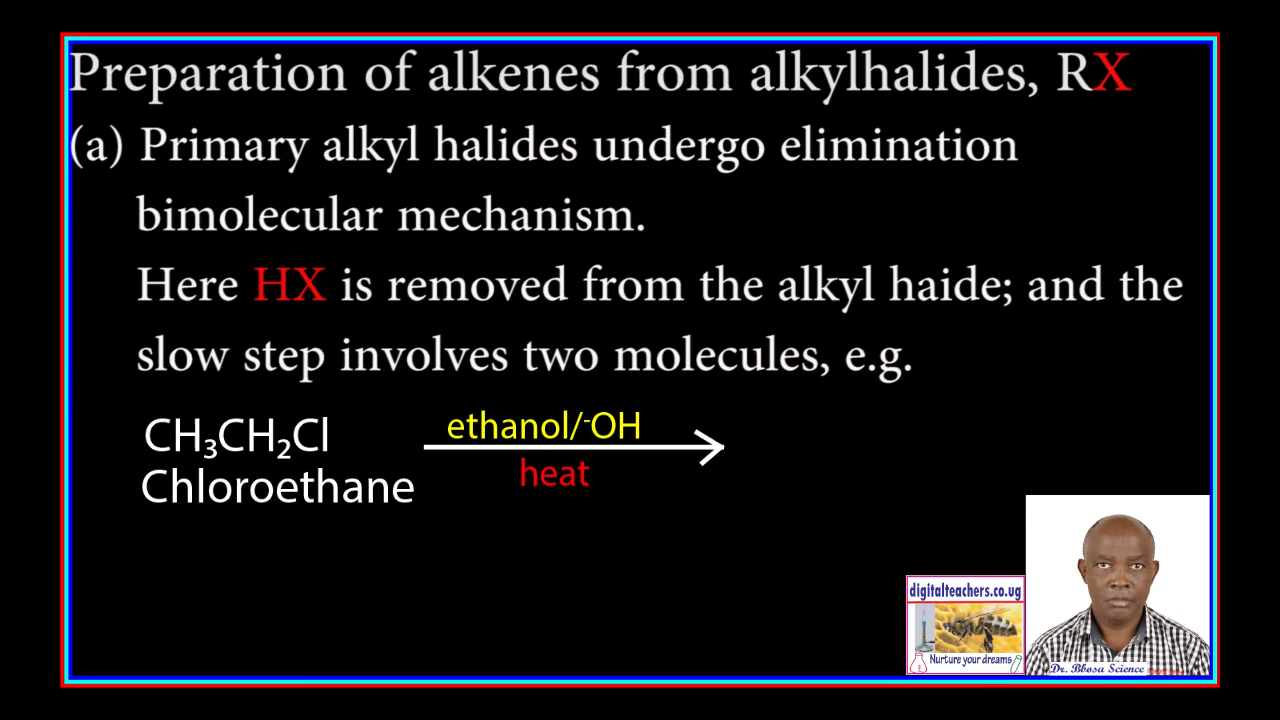 Preparation of alkenes from alkylhalides, RX
(a) Primary alkyl halides undergo elimination
bimolecular mechanism.
Here HX is removed from the alkyl haide; and the
slow step involves two molecules, e.g.
CH₃CH₂Cl
ethanol/⁻OH
heat
Chloroethane
digitalteachers.co.ug
Nurture your dreams
Dr. Bbosa Science